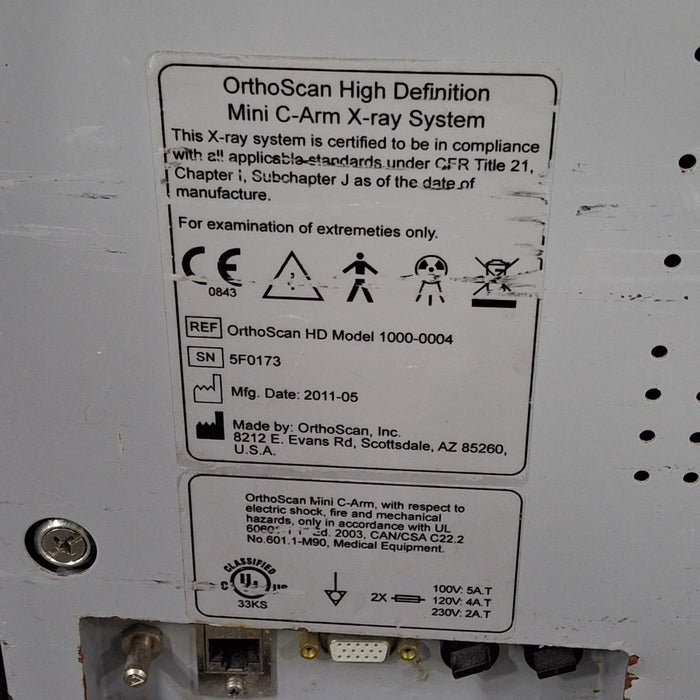 OrthoScan High Definition
Mini C-Arm X-ray System
This X-ray system is certified to be in compliance
with all applicable standards under CFR Title 21,
Chapter I, Subchapter J as of the date of
manufacture.
For examination of extremeties only.
CE
0843
REF OrthoScan HD Model 1000-0004
SN 5F0173
Mfg. Date: 2011-05
Made by: OrthoScan, Inc.
8212 E. Evans Rd, Scottsdale, AZ 85260,
U.S.A.
OrthoScan Mini C-Arm, with respect to
electric shock, fire and mechanical
hazards, only in accordance with UL
2003, CAN/CSA C22.2
No.601.1-M90, Medical Equipment.
CLASSIFIED
C UL US
33KS
2X
100V: 5A.T
120V: 4A.T
230V: 2A.T